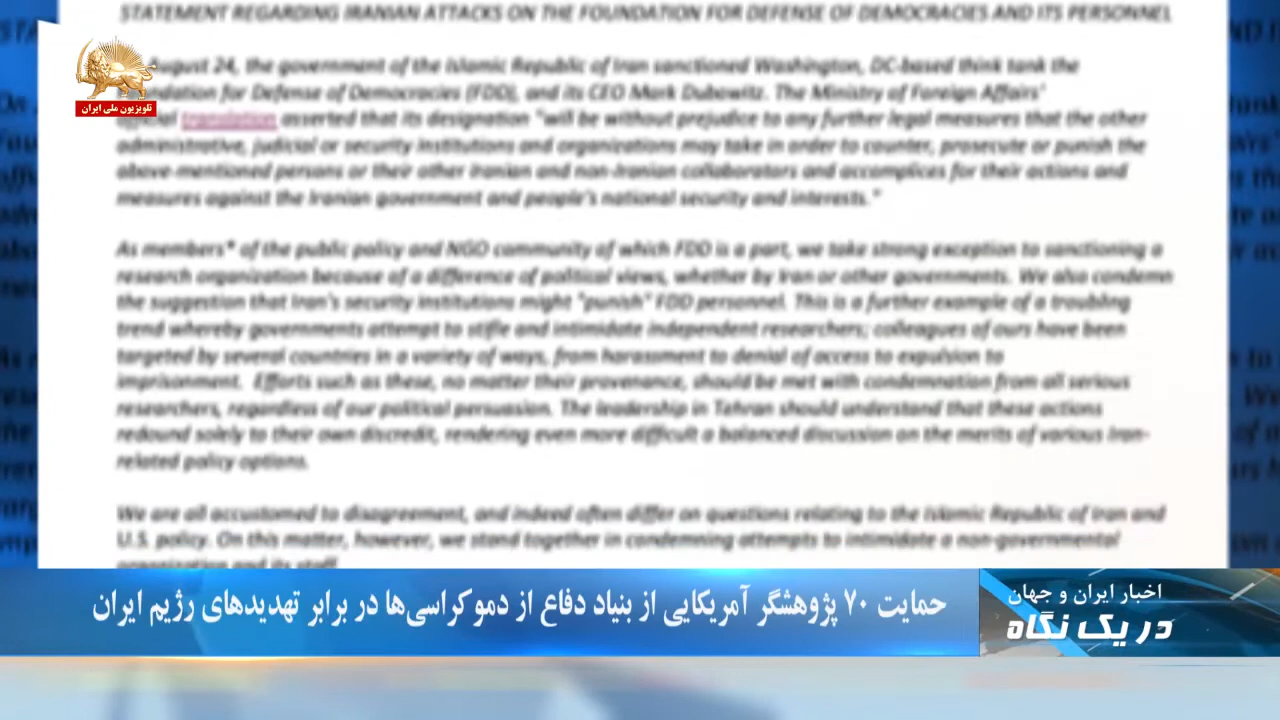 STATEMENT REGARDING IRANIAN ATTACKS ON THE FOUNDATION FOR DEFENSE OF DEMOCRACIES AND ITS PERSONNEL
August 24, the government of the Islamic Republic of Iran sanctioned Washington, DC-based think tank the
for Defense of Democracies (FDD), and its CEO Mark Dubowitz. The Ministry of Foreign Affairs'
translation asserted that its designation "will be without prejudice to any further legal measures that the other
administrative, judicial or security institutions and organizations may take in order to counter, prosecute or punish the
above-mentioned persons or their other Iranian and non-Iranian collaborators and accomplices for their actions and
measures against the Iranian government and people's national security and interests."
As members* of the public policy and NGO community of which FDD is a part, we take strong exception to sanctioning a
research organization because of a difference of political views, whether by Iran or other governments. We also condemn
the suggestion that Iran's security institutions might "punish" FDD personnel. This is a further example of a troubling
trend whereby governments attempt to stifle and intimidate independent researchers; colleagues of ours have been
targeted by several countries in a variety of ways, from harassment to denial of access to expulsion to
imprisonment. Efforts such as these, no matter their provenance, should be met with condemnation from all serious
researchers, regardless of our political persuasion. The leadership in Tehran should understand that these actions
redound solely to their own discredit, rendering even more difficult a balanced discussion on the merits of various Iran-
related policy options.
We are all accustomed to disagreement, and indeed often differ on questions relating to the Islamic Republic of Iran and
U.S. policy. On this matter, however, we stand together in condemning attempts to intimidate a non-governmental
organization and its staff
تلویزیون ملی ایران
اخبار ایران و جهان
در یک نگاه
حمایت ۷۰ پژوهشگر آمریکایی از بنیاد دفاع از دموکراسی‌ها در برابر تهدیدهای رژیم ایران